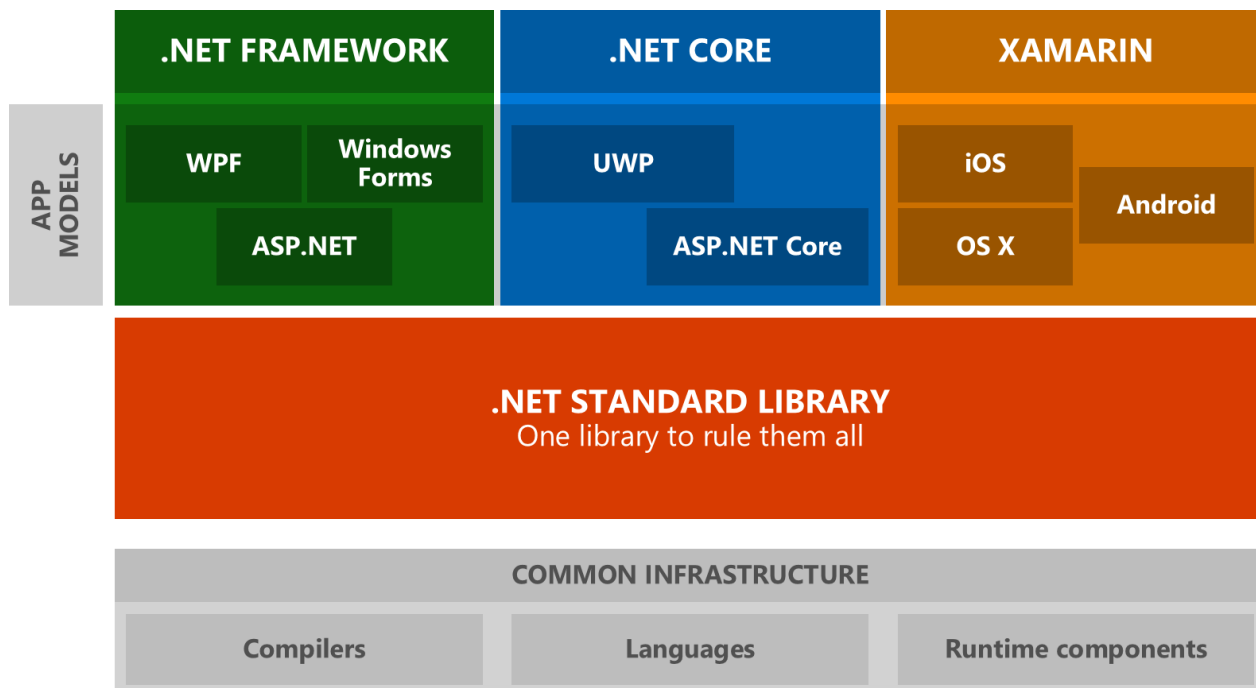 .NET FRAMEWORK
.NET CORE
XAMARIN
APP
MODELS
WPF
Windows
Forms
ASP.NET
UWP
ASP.NET Core
iOS
Android
OS X
.NET STANDARD LIBRARY
One library to rule them all
COMMON INFRASTRUCTURE
Compilers
Languages
Runtime components